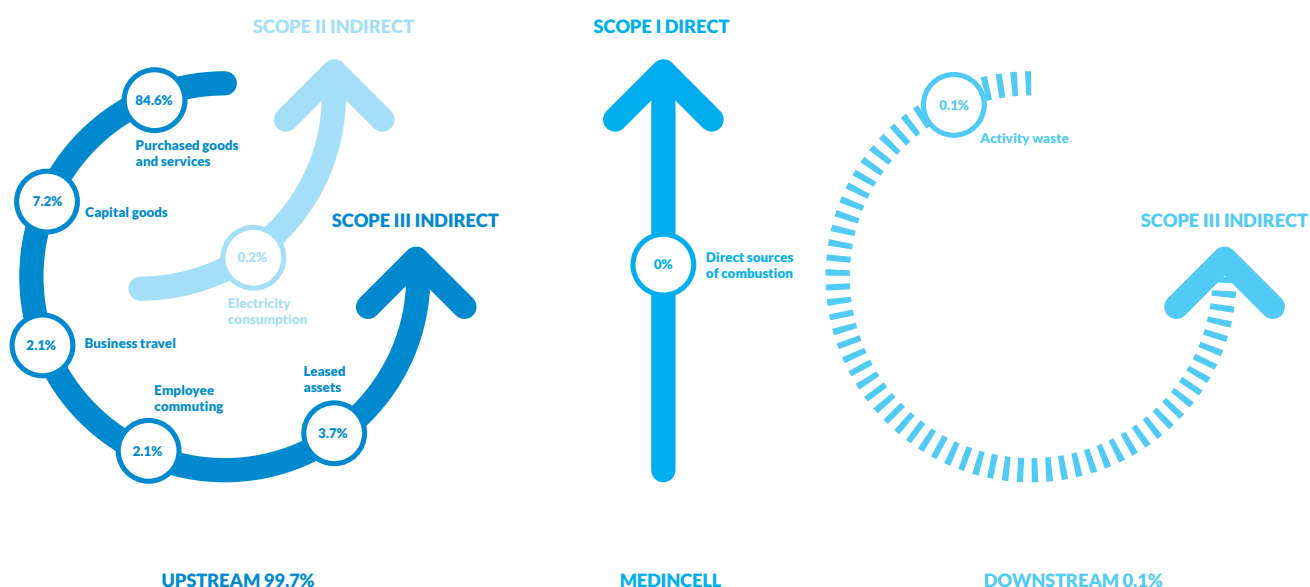 SCOPE II INDIRECT
SCOPE I DIRECT
84.6%
Purchased goods
and services
7.2%
Capital goods
2.1%
Business travel
2.1%
Employee
commuting
3.7%
Leased
assets
SCOPE III INDIRECT
0.2%
Electricity
consumption
0%
Direct sources
of combustion
0.1%
Activity waste
SCOPE III INDIRECT
UPSTREAM 99.7%
MEDINCELL
DOWNSTREAM 0.1%